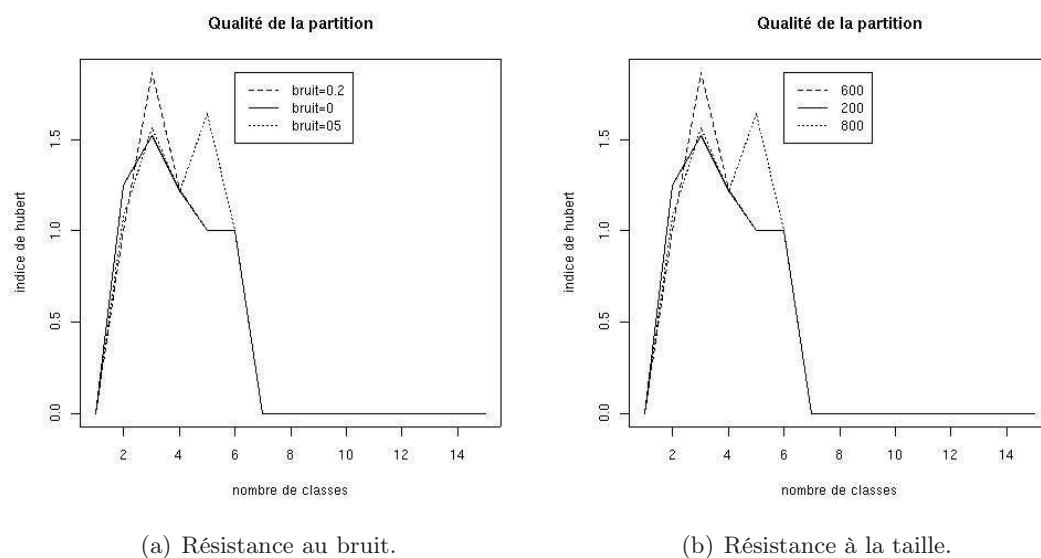 Qualité de la partition
indice de hubert
0.0
0.5
1.0
1.5
bruit=0.2
bruit=0
bruit=05
2
4
6
8
10
12
14
nombre de classes
(a) Résistance au bruit.
Qualité de la partition
indice de hubert
0.0
0.5
1.0
1.5
600
200
800
2
4
6
8
10
12
14
nombre de classes
(b) Résistance à la taille.